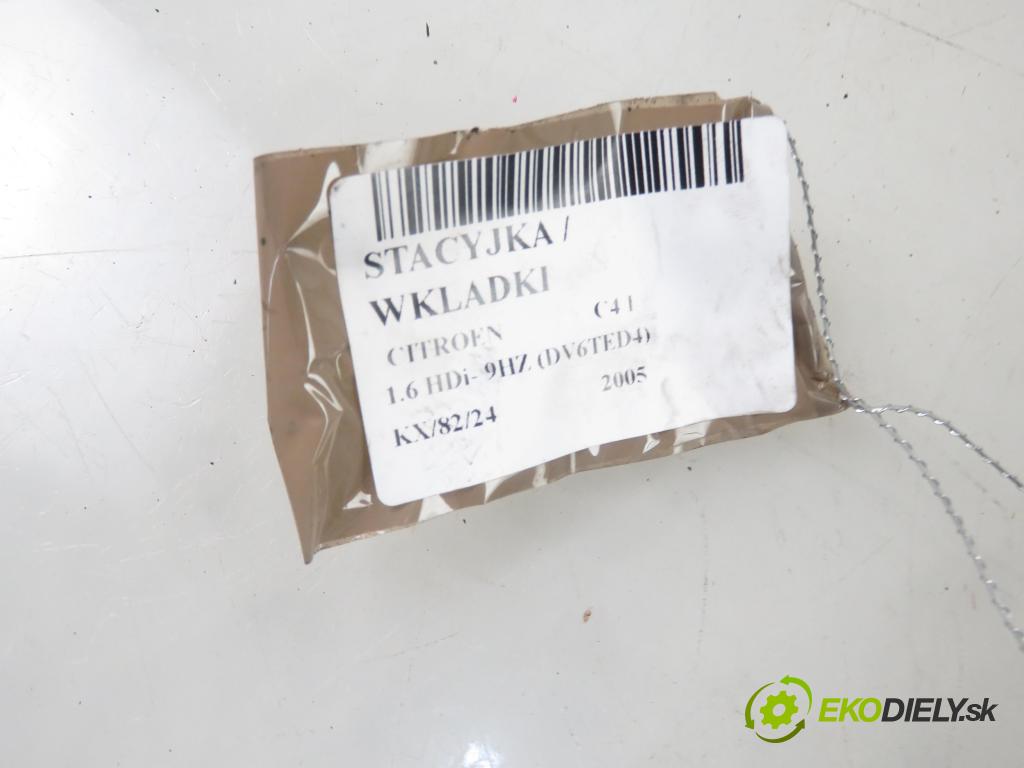 STACYJKA /
WKLADKI
CITROEN C4 I
1.6 HDi- 9HZ (DV6TED4)
2005
KX/82/24
EKODIELY.sk